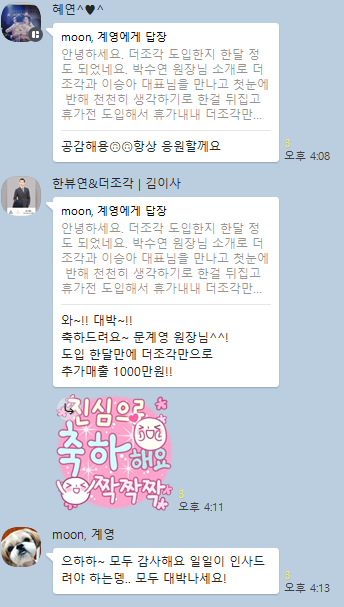 혜연^♥^
moon, 계영에게 답장
안녕하세요. 더조각 도입한지 한달 정
도 되었네요. 박수연 원장님 소개로 더
조각과 이승아 대표님을 만나고 첫눈에
반해 천천히 생각하기로 한걸 뒤집고
휴가전 도입해서 휴가내내 더조각만...
공감해용🙃🙃항상 응원할께요
3
오후 4:08
한뷰연&더조각 | 김이사
moon, 계영에게 답장
안녕하세요. 더조각 도입한지 한달 정
도 되었네요. 박수연 원장님 소개로 더
조각과 이승아 대표님을 만나고 첫눈에
반해 천천히 생각하기로 한걸 뒤집고
휴가전 도입해서 휴가내내 더조각만...
와~!! 대박~!!
축하드려요~ 문계영 원장님^^!
도입 한달만에 더조각만으로
추가매출 1000만원!!
진심으로
축하해요
짝짝짝
3
오후 4:11
moon, 계영
으하하~ 모두 감사해요 일일이 인사드
려야 하는뎅.. 모두 대박나세요!
3
오후 4:13